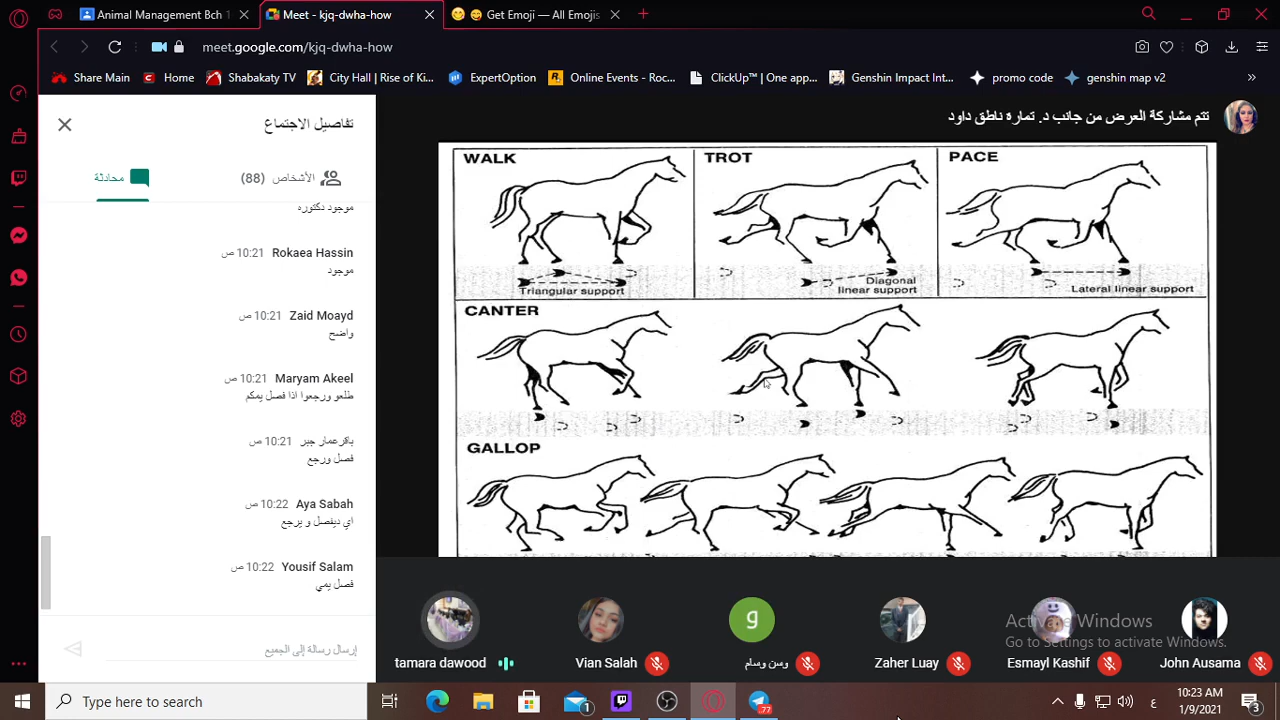 Animal Management Bch 1
Meet - kjq-dwha-how
Get Emoji — All Emojis
meet.google.com/kjq-dwha-how
Share Main
Home
Shabakaty TV
City Hall | Rise of Ki...
ExpertOption
Online Events - Roc...
ClickUp™ | One app...
Genshin Impact Int...
promo code
genshin map v2
»
تفاصيل الاجتماع
الأشخاص (88)
محادثة
موجود دكتوره
Rokaea Hassin 10:21 ص
موجود
Zaid Moayd 10:21 ص
واضح
Maryam Akeel 10:21 ص
طلعو ورجعوا اذا فصل يمكم
باقرعمار جبر 10:21 ص
فصل ورجع
Aya Sabah 10:22 ص
اي ديفصل و يرجع
Yousif Salam 10:22 ص
فصل يمي
إرسال رسالة إلى الجميع
تتم مشاركة العرض من جانب د. تمارة ناطق داود
WALK
TROT
PACE
Triangular support
Diagonal
linear support
Lateral linear support
CANTER
GALLOP
g
tamara dawood
Vian Salah
وسن وسام
Zaher Luay
Esmayl Kashif
John Ausama
Activate Windows
Go to Settings to activate Windows.
Type here to search
1
.77
ع
10:23 AM
1/9/2021
3